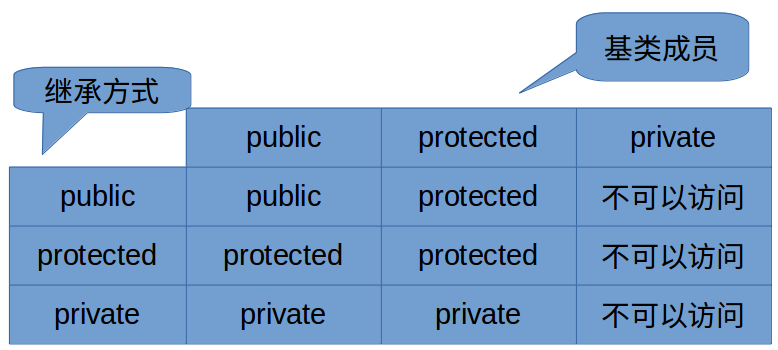 基类成员
继承方式
public protected private
public public protected 不可以访问
protected protected protected 不可以访问
private private private 不可以访问